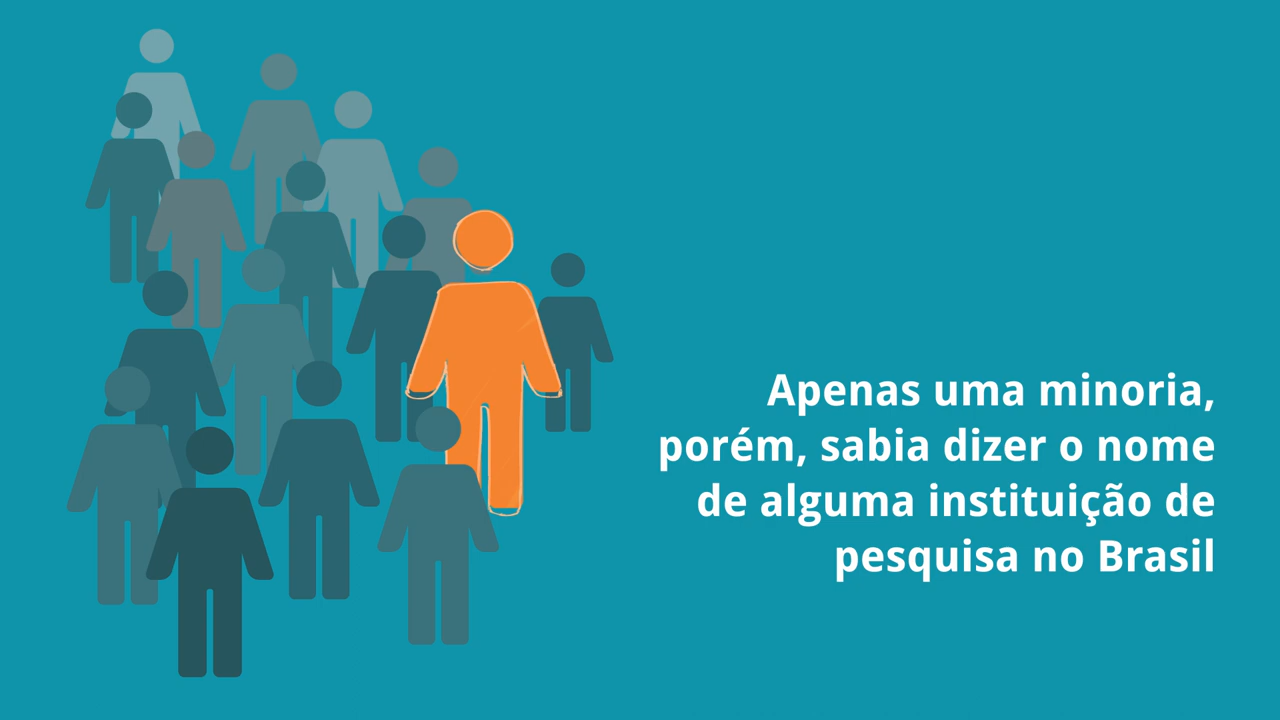 Apenas uma minoria,
porém, sabia dizer o nome
de alguma instituição de
pesquisa no Brasil